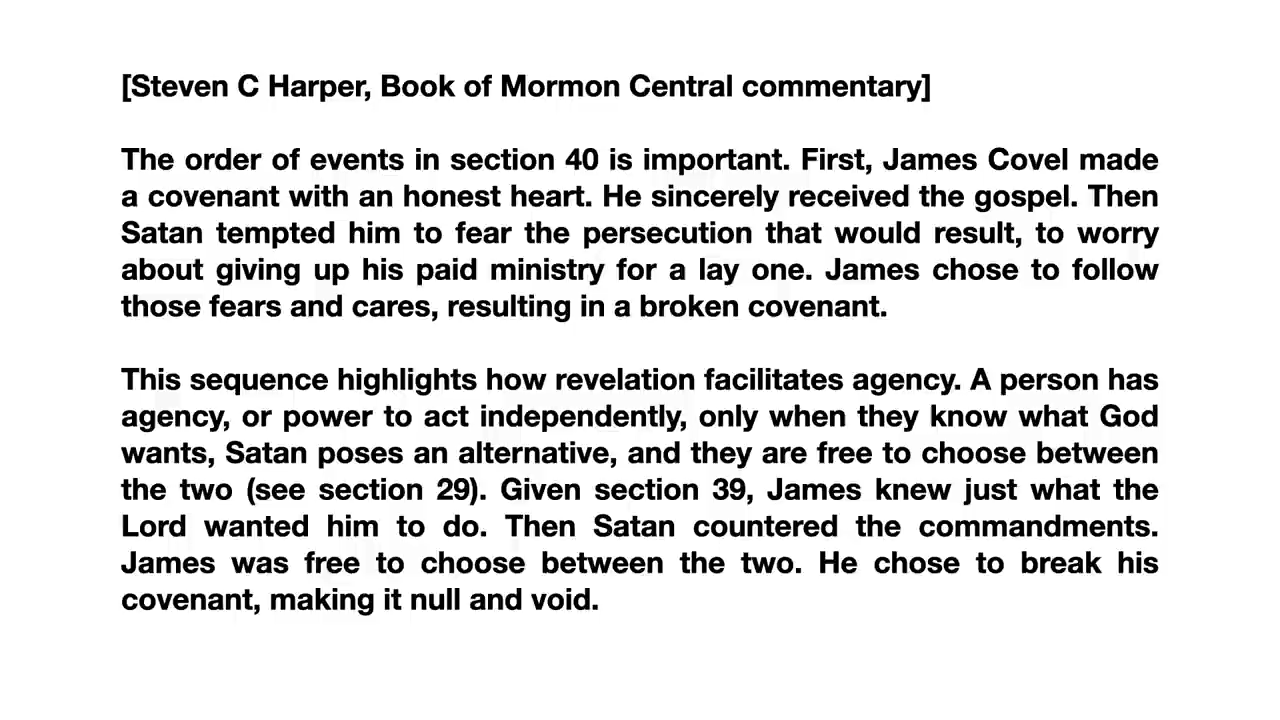 [Steven C Harper, Book of Mormon Central commentary]
The order of events in section 40 is important. First, James Covel made
a covenant with an honest heart. He sincerely received the gospel. Then
Satan tempted him to fear the persecution that would result, to worry
about giving up his paid ministry for a lay one. James chose to follow
those fears and cares, resulting in a broken covenant.
This sequence highlights how revelation facilitates agency. A person has
agency, or power to act independently, only when they know what God
wants, Satan poses an alternative, and they are free to choose between
the two (see section 29). Given section 39, James knew just what the
Lord wanted him to do. Then Satan countered the commandments.
James was free to choose between the two. He chose to break his
covenant, making it null and void.